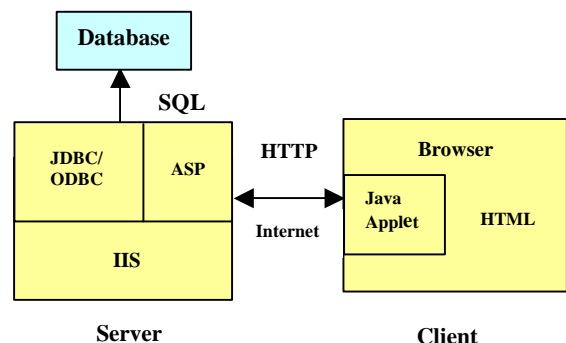 Database
SQL
JDBC/
ODBC
ASP
IIS
Server
HTTP
Internet
Browser
Java
Applet
HTML
Client